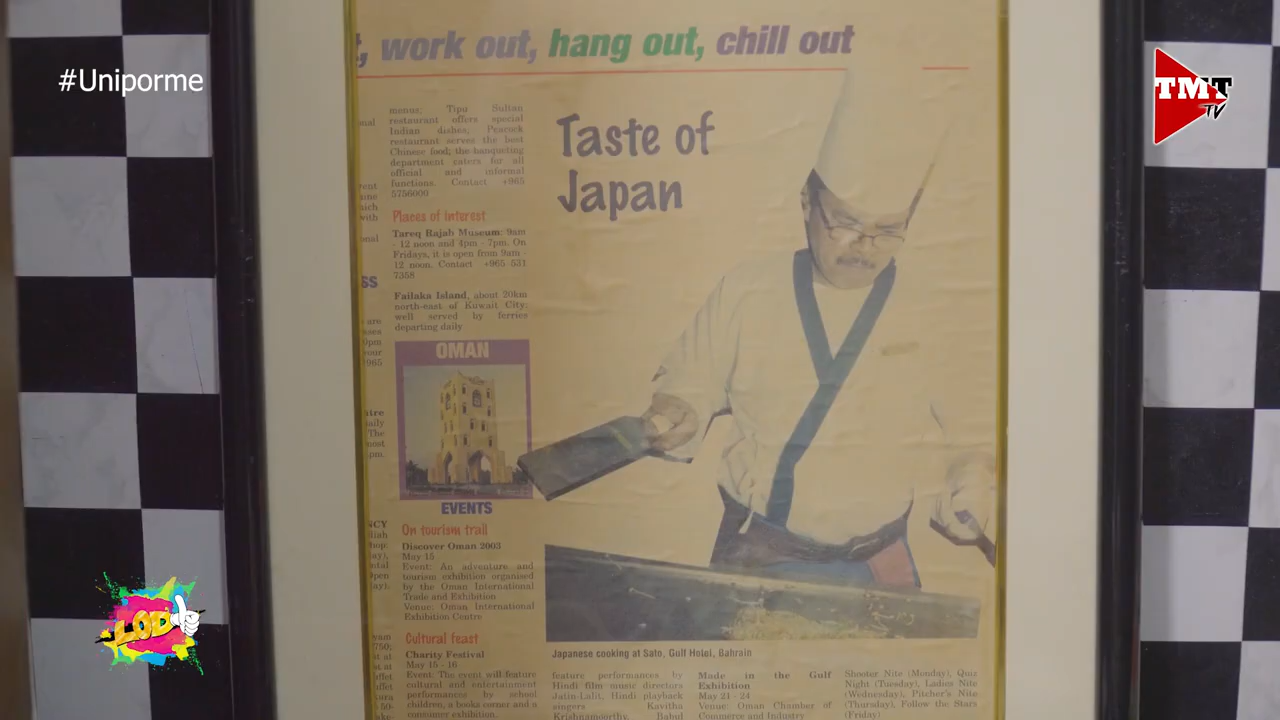 #Uniporme
TMT
TV
work out, hang out, chill out
Taste of
Japan
menus; Tipu Sultan
restaurant offers special
Indian dishes; Peacock
restaurant serves the best
Chinese food; the banqueting
department caters for all
official and informal
functions. Contact +965
5756000
Places of interest
Tareq Rajab Museum: 9am
- 12 noon and 4pm - 7pm. On
Fridays, it is open from 9am -
12 noon. Contact +965 531
7358
Failaka Island, about 20km
north-east of Kuwait City:
well served by ferries
departing daily
OMAN
EVENTS
On tourism trail
Discover Oman 2003
May 15
Event: An adventure and
tourism exhibition organised
by the Oman International
Trade and Exhibition
Venue: Oman International
Exhibition Centre
Cultural feast
Charity Festival
May 15 - 16
Event: The event will feature
cultural and entertainment
performances by school
children, a books corner and a
consumer exhibition.
Japanese cooking at Sato, Gulf Hotel, Bahrain
feature performances by
Hindi film music directors
Jatin-Lalit, Hindi playback
singers Kavitha
Krishnamoorthy, Babul
Made in the Gulf
Exhibition
May 21 - 24
Venue: Oman Chamber of
Commerce and Industry
Shooter Nite (Monday), Quiz
Night (Tuesday), Ladies Nite
(Wednesday), Pitcher's Nite
(Thursday), Follow the Stars
(Friday)
LOD